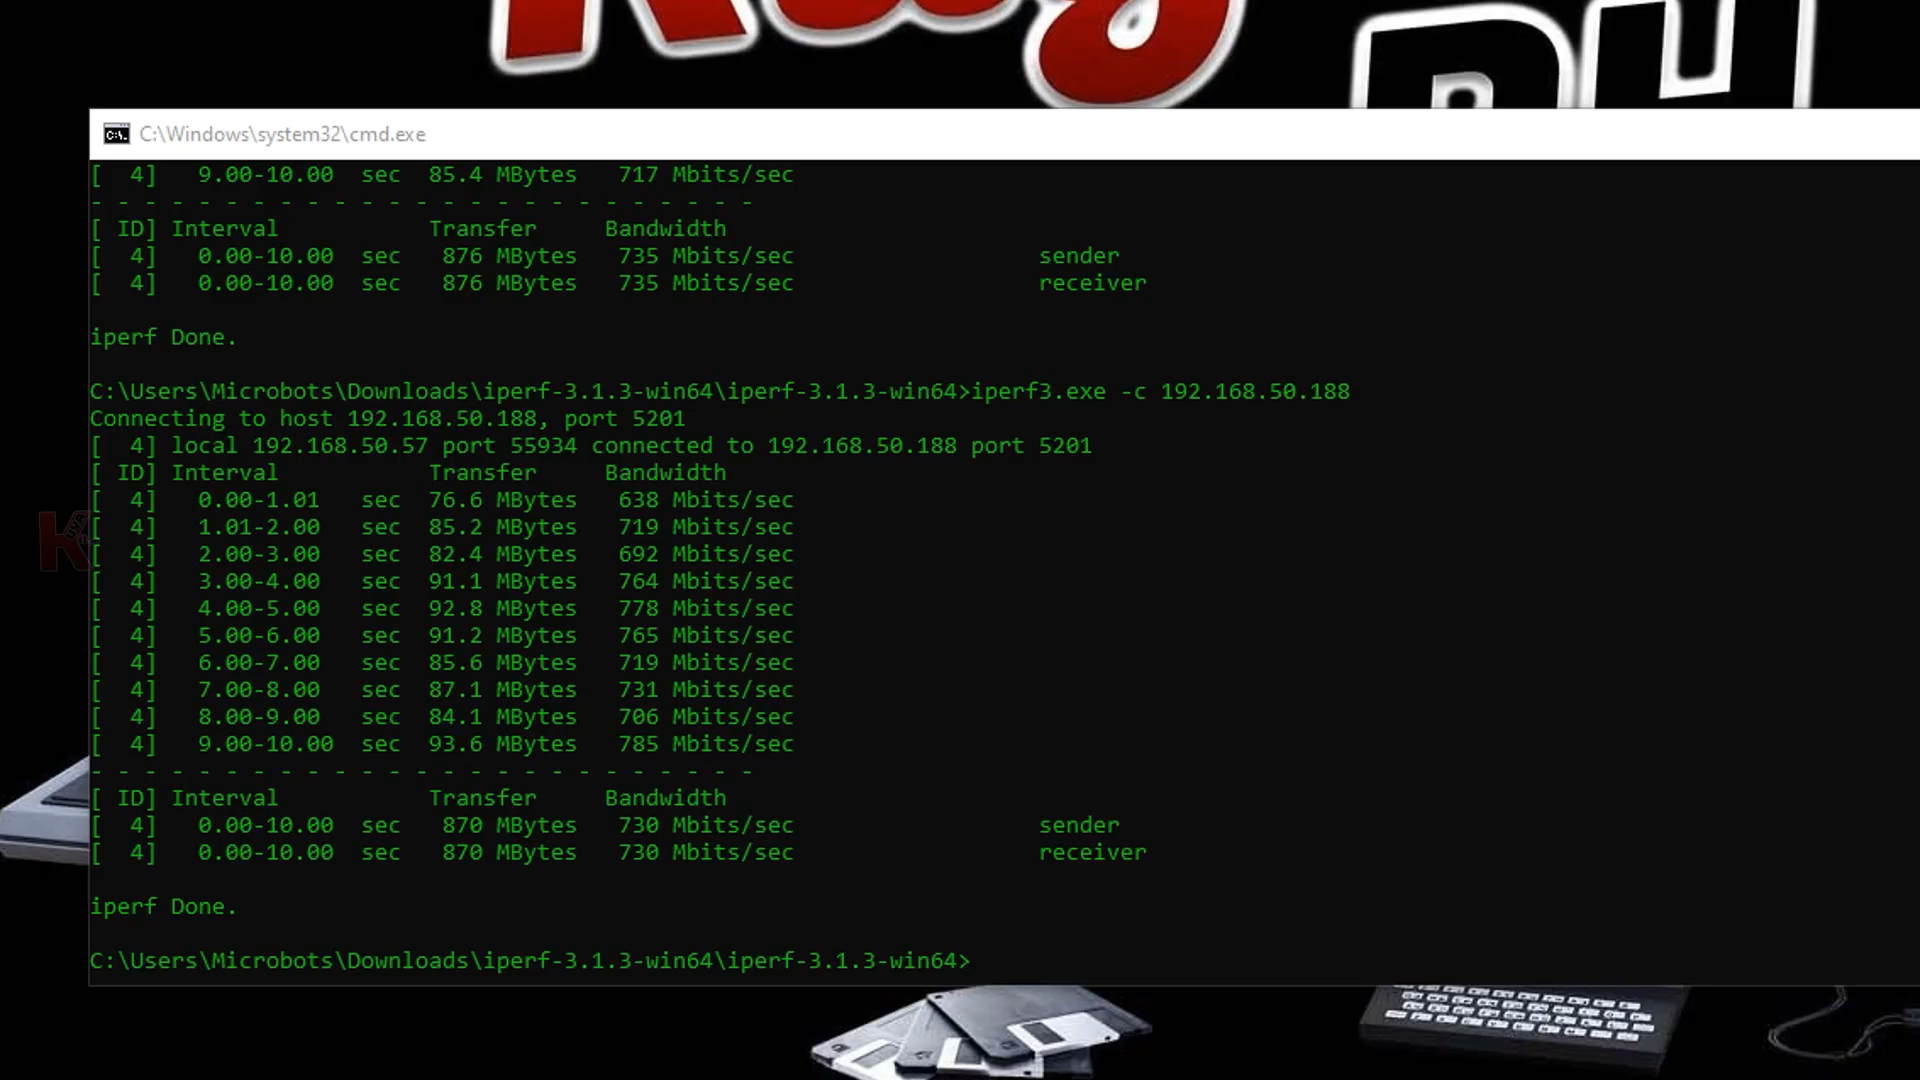 C:\Windows\system32\cmd.exe
[  4]   9.00-10.00  sec  85.4 MBytes   717 Mbits/sec
- - - - - - - - - - - - - - - - - - - - - - - - -
[ ID] Interval           Transfer     Bandwidth
[  4]   0.00-10.00  sec   876 MBytes   735 Mbits/sec                  sender
[  4]   0.00-10.00  sec   876 MBytes   735 Mbits/sec                  receiver
iperf Done.
C:\Users\Microbots\Downloads\iperf-3.1.3-win64\iperf-3.1.3-win64>iperf3.exe -c 192.168.50.188
Connecting to host 192.168.50.188, port 5201
[  4] local 192.168.50.57 port 55934 connected to 192.168.50.188 port 5201
[ ID] Interval           Transfer     Bandwidth
[  4]   0.00-1.01   sec  76.6 MBytes   638 Mbits/sec
[  4]   1.01-2.00   sec  85.2 MBytes   719 Mbits/sec
[  4]   2.00-3.00   sec  82.4 MBytes   692 Mbits/sec
[  4]   3.00-4.00   sec  91.1 MBytes   764 Mbits/sec
[  4]   4.00-5.00   sec  92.8 MBytes   778 Mbits/sec
[  4]   5.00-6.00   sec  91.2 MBytes   765 Mbits/sec
[  4]   6.00-7.00   sec  85.6 MBytes   719 Mbits/sec
[  4]   7.00-8.00   sec  87.1 MBytes   731 Mbits/sec
[  4]   8.00-9.00   sec  84.1 MBytes   706 Mbits/sec
[  4]   9.00-10.00  sec  93.6 MBytes   785 Mbits/sec
- - - - - - - - - - - - - - - - - - - - - - - - -
[ ID] Interval           Transfer     Bandwidth
[  4]   0.00-10.00  sec   870 MBytes   730 Mbits/sec                  sender
[  4]   0.00-10.00  sec   870 MBytes   730 Mbits/sec                  receiver
iperf Done.
C:\Users\Microbots\Downloads\iperf-3.1.3-win64\iperf-3.1.3-win64>